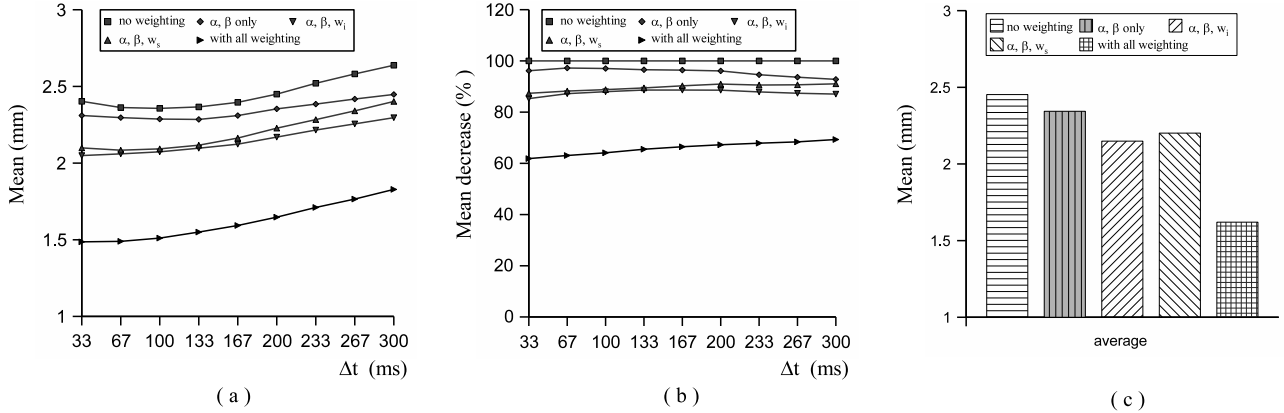 no weighting α, β only α, β, wi
α, β, ws with all weighting
3
2.5
2
1.5
1
Mean (mm)
33 67 100 133 167 200 233 267 300
Δt (ms)
( a )
no weighting α, β only α, β, wi
α, β, ws with all weighting
120
100
80
60
40
20
0
Mean decrease (%)
33 67 100 133 167 200 233 267 300
Δt (ms)
( b )
no weighting α, β only α, β, wi
α, β, ws with all weighting
3
2.5
2
1.5
1
Mean (mm)
average
( c )